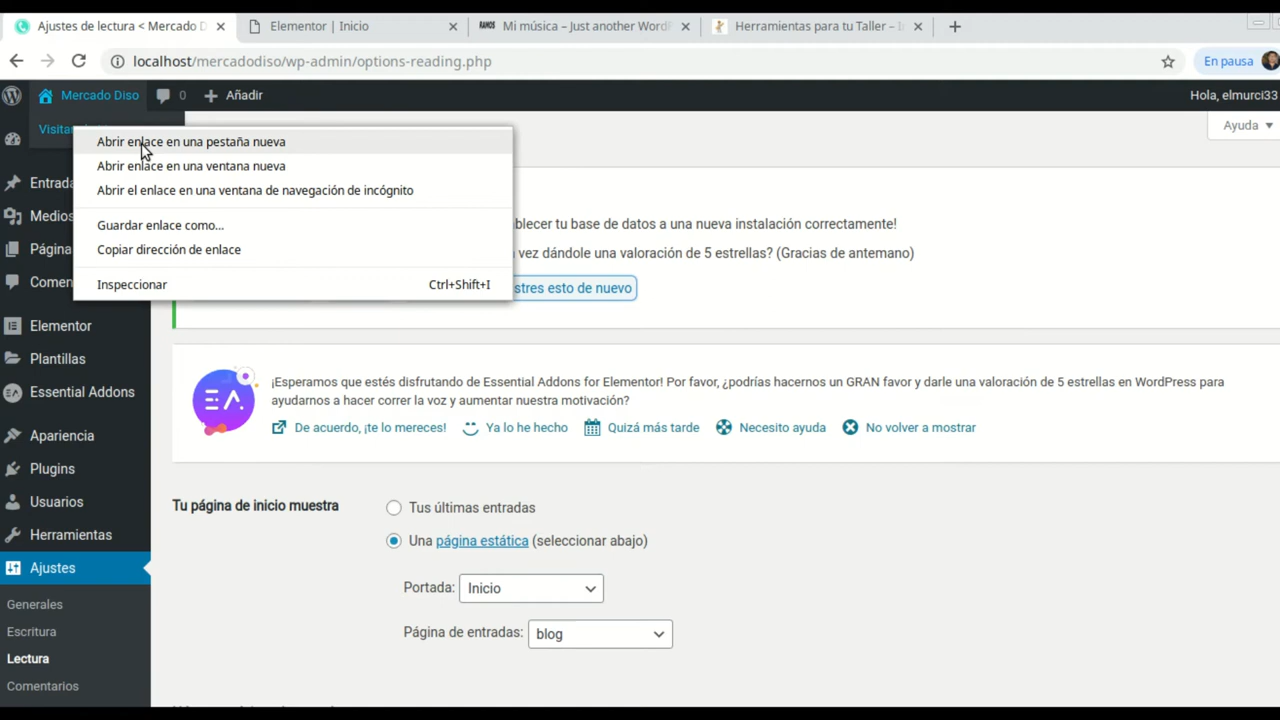 Ajustes de lectura < Mercado D
Elementor | Inicio
RAMOS
Mi música – Just another WordP
Herramientas para tu Taller –
localhost/mercadodiso/wp-admin/options-reading.php
En pausa
Mercado Diso
0
Añadir
Hola, elmurci33
Visitar
Ayuda
Abrir enlace en una pestaña nueva
Abrir enlace en una ventana nueva
Abrir el enlace en una ventana de navegación de incógnito
Guardar enlace como...
Copiar dirección de enlace
Inspeccionar
Ctrl+Shift+I
Entrada
Medios
Página
Comen
Elementor
Plantillas
Essential Addons
Apariencia
Plugins
Usuarios
Herramientas
Ajustes
Generales
Escritura
Lectura
Comentarios
blecer tu base de datos a una nueva instalación correctamente!
vez dándole una valoración de 5 estrellas? (Gracias de antemano)
stres esto de nuevo
EA
¡Esperamos que estés disfrutando de Essential Addons for Elementor! Por favor, ¿podrías hacernos un GRAN favor y darle una valoración de 5 estrellas en WordPress para
ayudarnos a hacer correr la voz y aumentar nuestra motivación?
De acuerdo, ¡te lo mereces!
Ya lo he hecho
Quizá más tarde
Necesito ayuda
No volver a mostrar
Tu página de inicio muestra
Tus últimas entradas
Una página estática (seleccionar abajo)
Portada:
Inicio
Página de entradas:
blog